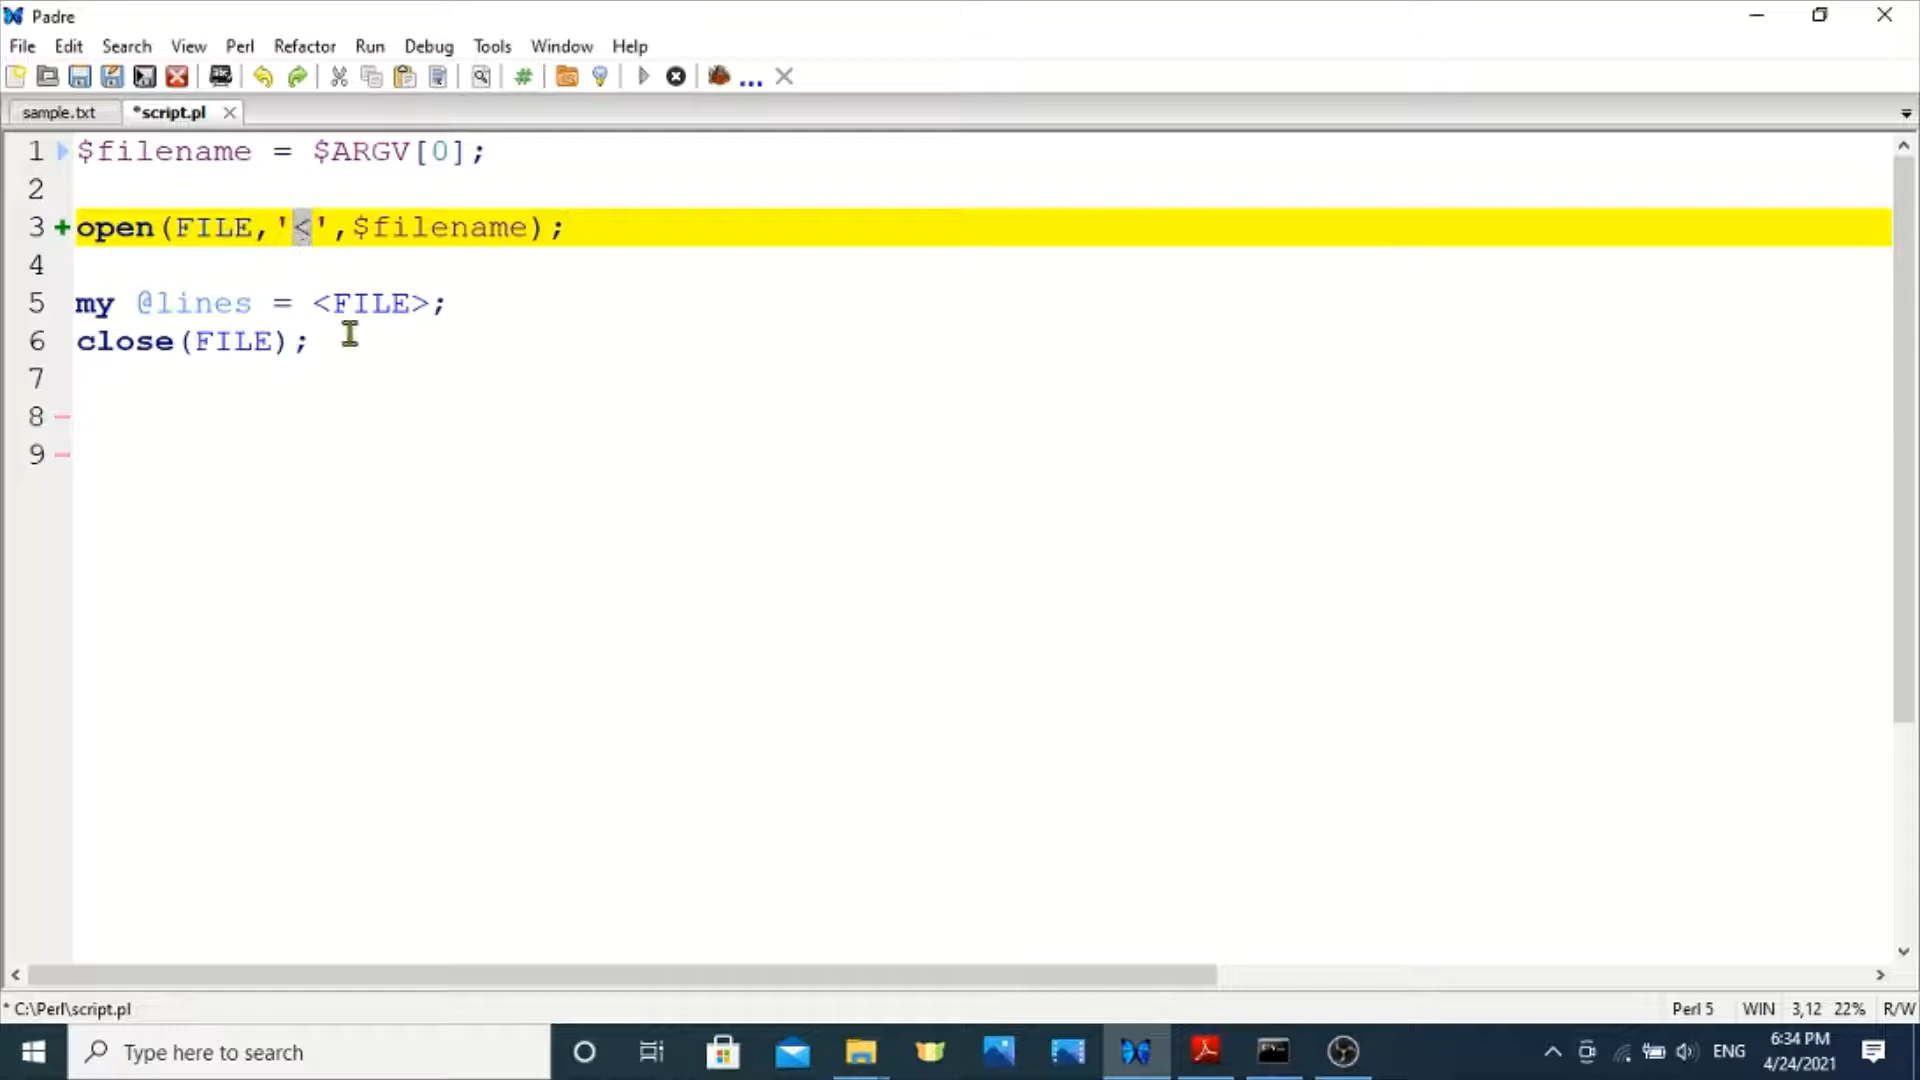 Padre
File Edit Search View Perl Refactor Run Debug Tools Window Help
sample.txt *script.pl
1 $filename = $ARGV[0];
2
3 open(FILE,'<',$filename);
4
5 my @lines = <FILE>;
6 close(FILE);
7
8
9
* C:\Perl\script.pl Perl 5 WIN 3,12 22% R/W
Type here to search ENG 6:34 PM
4/24/2021